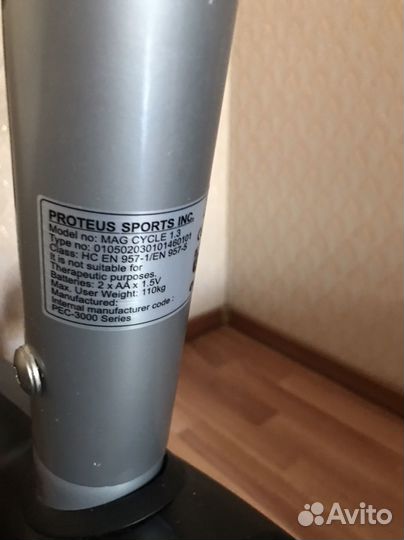 PROTEUS SPORTS INC.
Model no: MAG CYCLE 1.3
Type no: 010502030101460101
Class: HC EN 957-1/EN 957-5
It is not suitable for
Therapeutic purposes.
Batteries: 2 x AA x 1.5V
Max. User Weight: 110kg
Manufactured:
Internal manufacturer code :
PEC-3000 Series
Avito